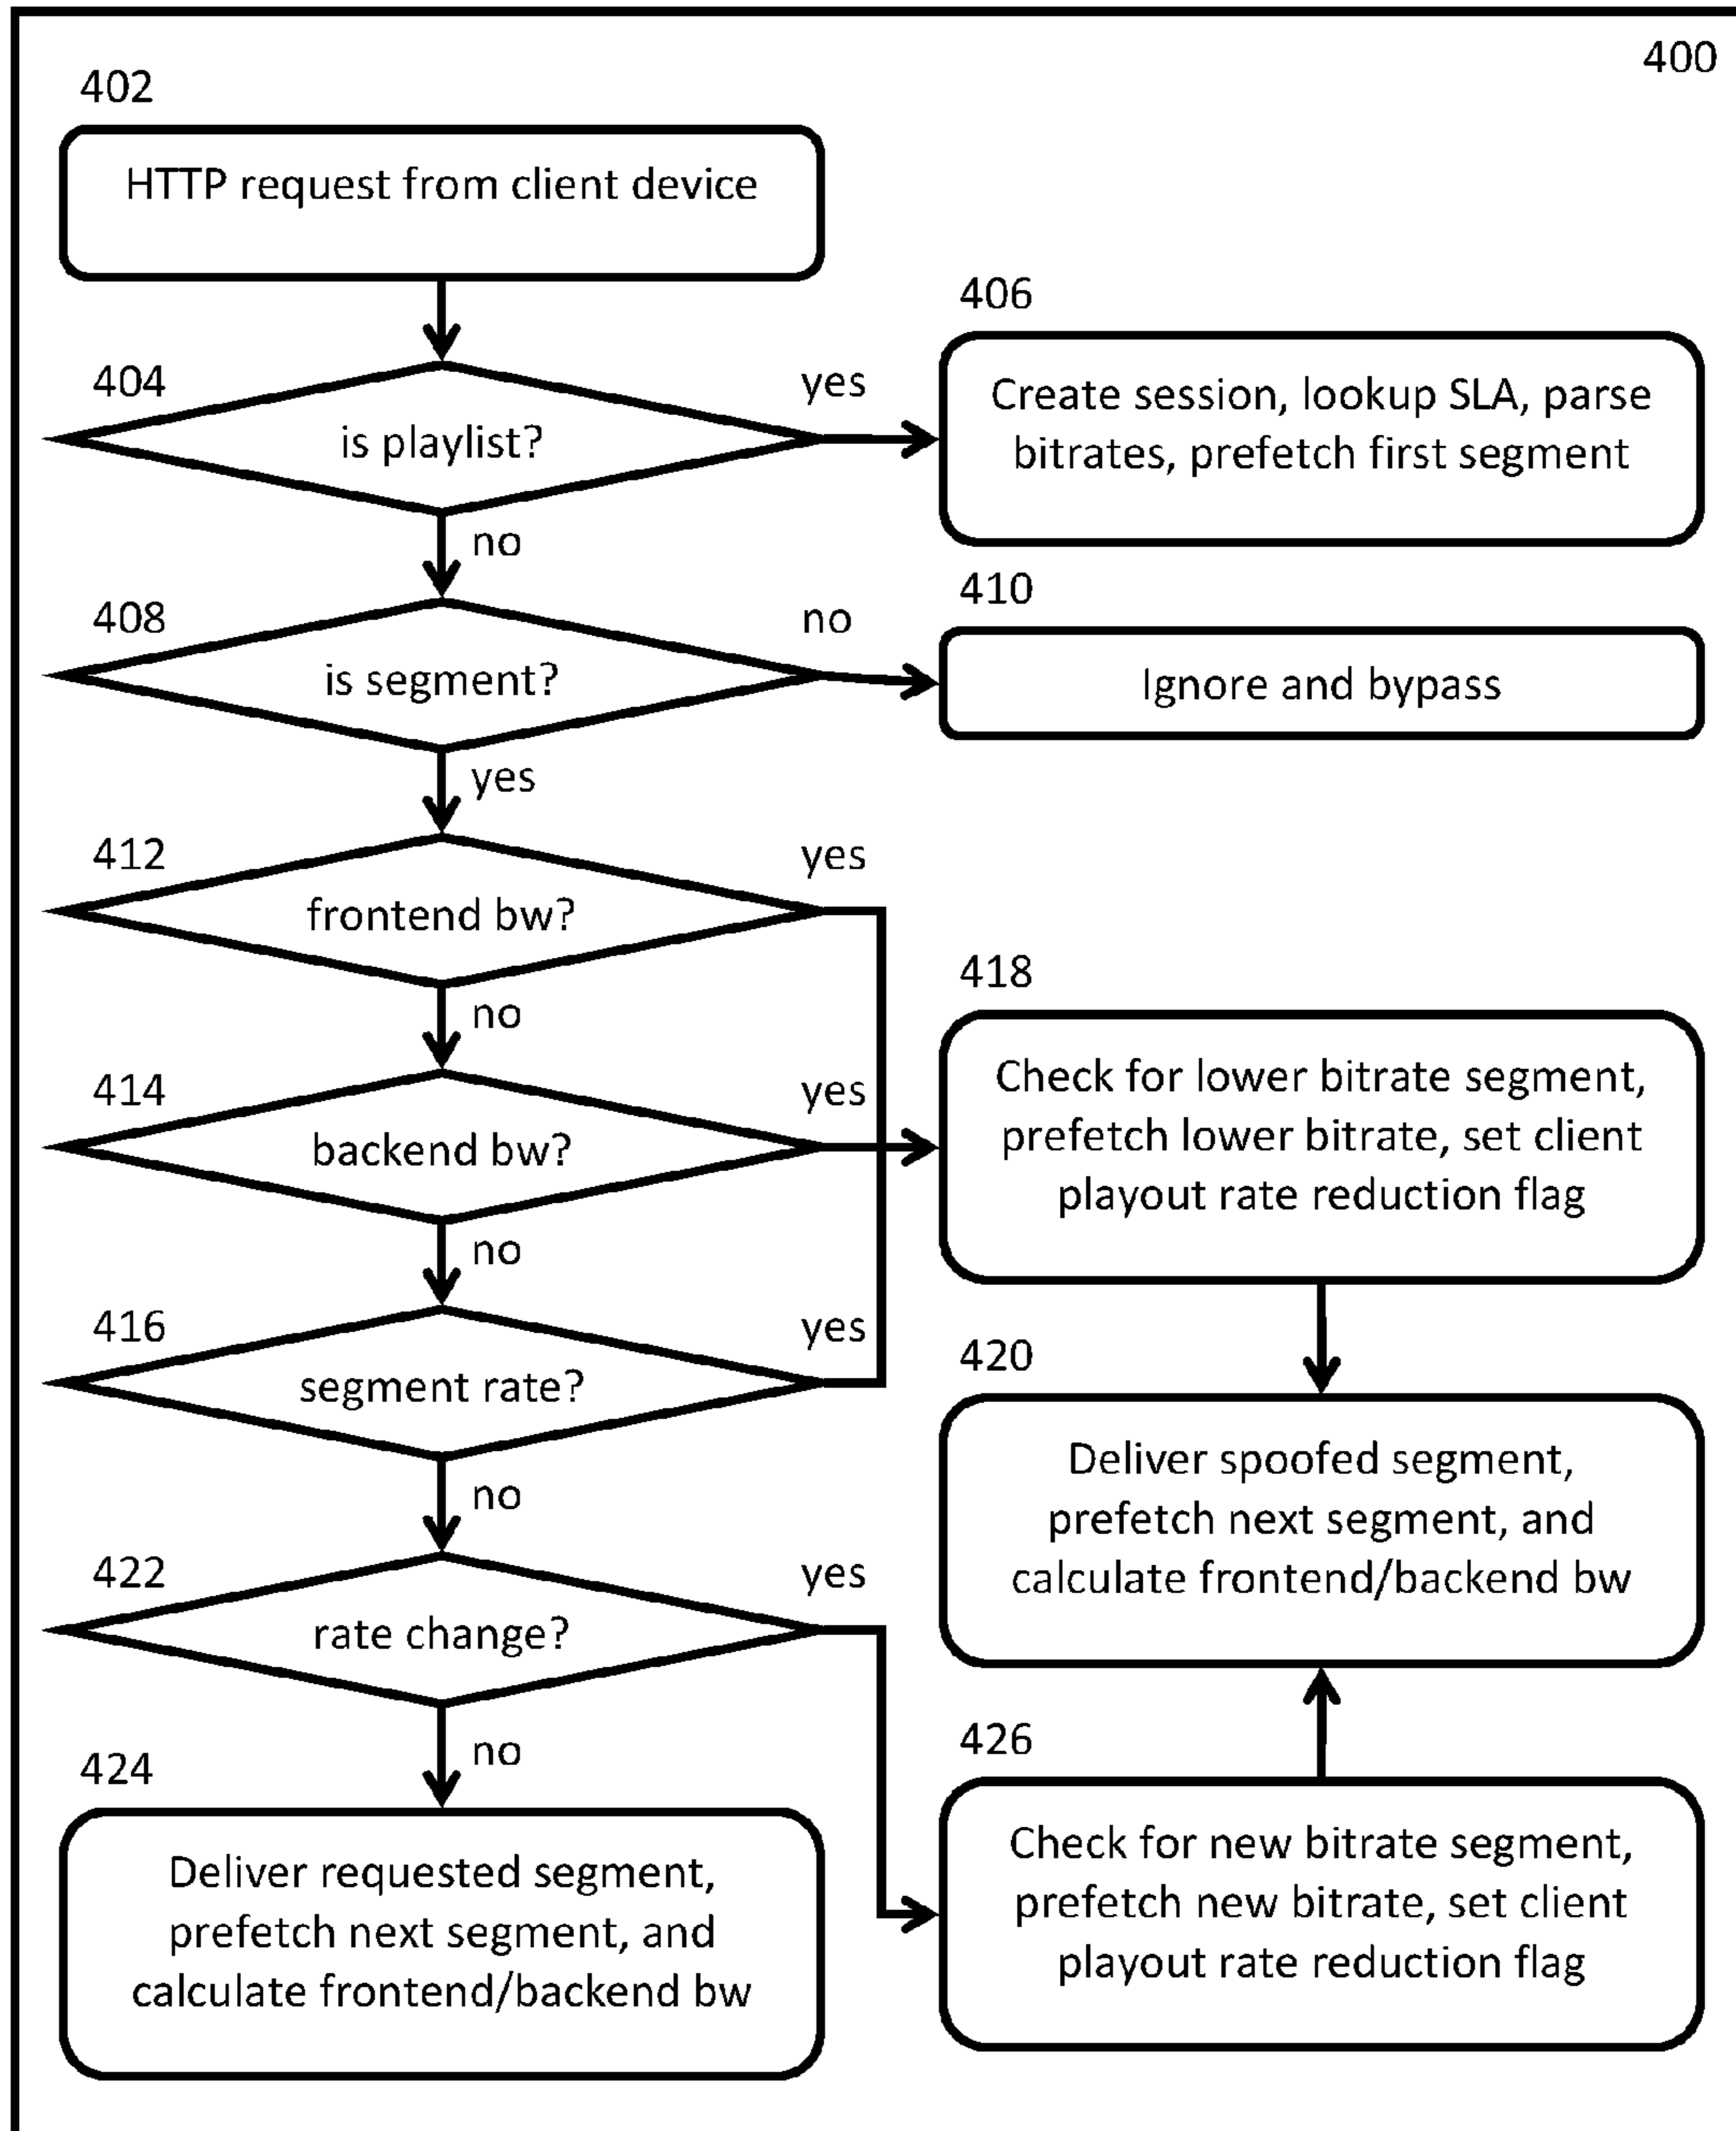 400
402
HTTP request from client device
404
is playlist?
yes
406
Create session, lookup SLA, parse
bitrates, prefetch first segment
no
408
is segment?
no
410
Ignore and bypass
yes
412
frontend bw?
yes
no
414
backend bw?
yes
418
Check for lower bitrate segment,
prefetch lower bitrate, set client
playout rate reduction flag
no
416
segment rate?
yes
420
Deliver spoofed segment,
prefetch next segment, and
calculate frontend/backend bw
no
422
rate change?
yes
no
424
Deliver requested segment,
prefetch next segment, and
calculate frontend/backend bw
426
Check for new bitrate segment,
prefetch new bitrate, set client
playout rate reduction flag